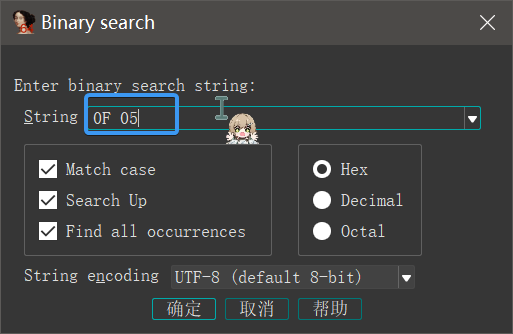 Binary search
Enter binary search string:
String 0F 05
Match case
Search Up
Find all occurrences
Hex
Decimal
Octal
String encoding UTF-8 (default 8-bit)
确定 取消 帮助